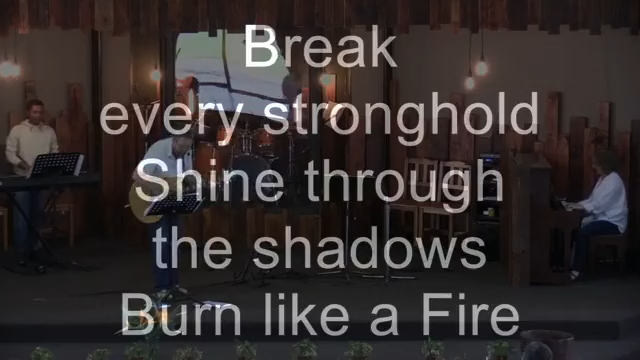 Break
every stronghold
Shine through
the shadows
Burn like a Fire